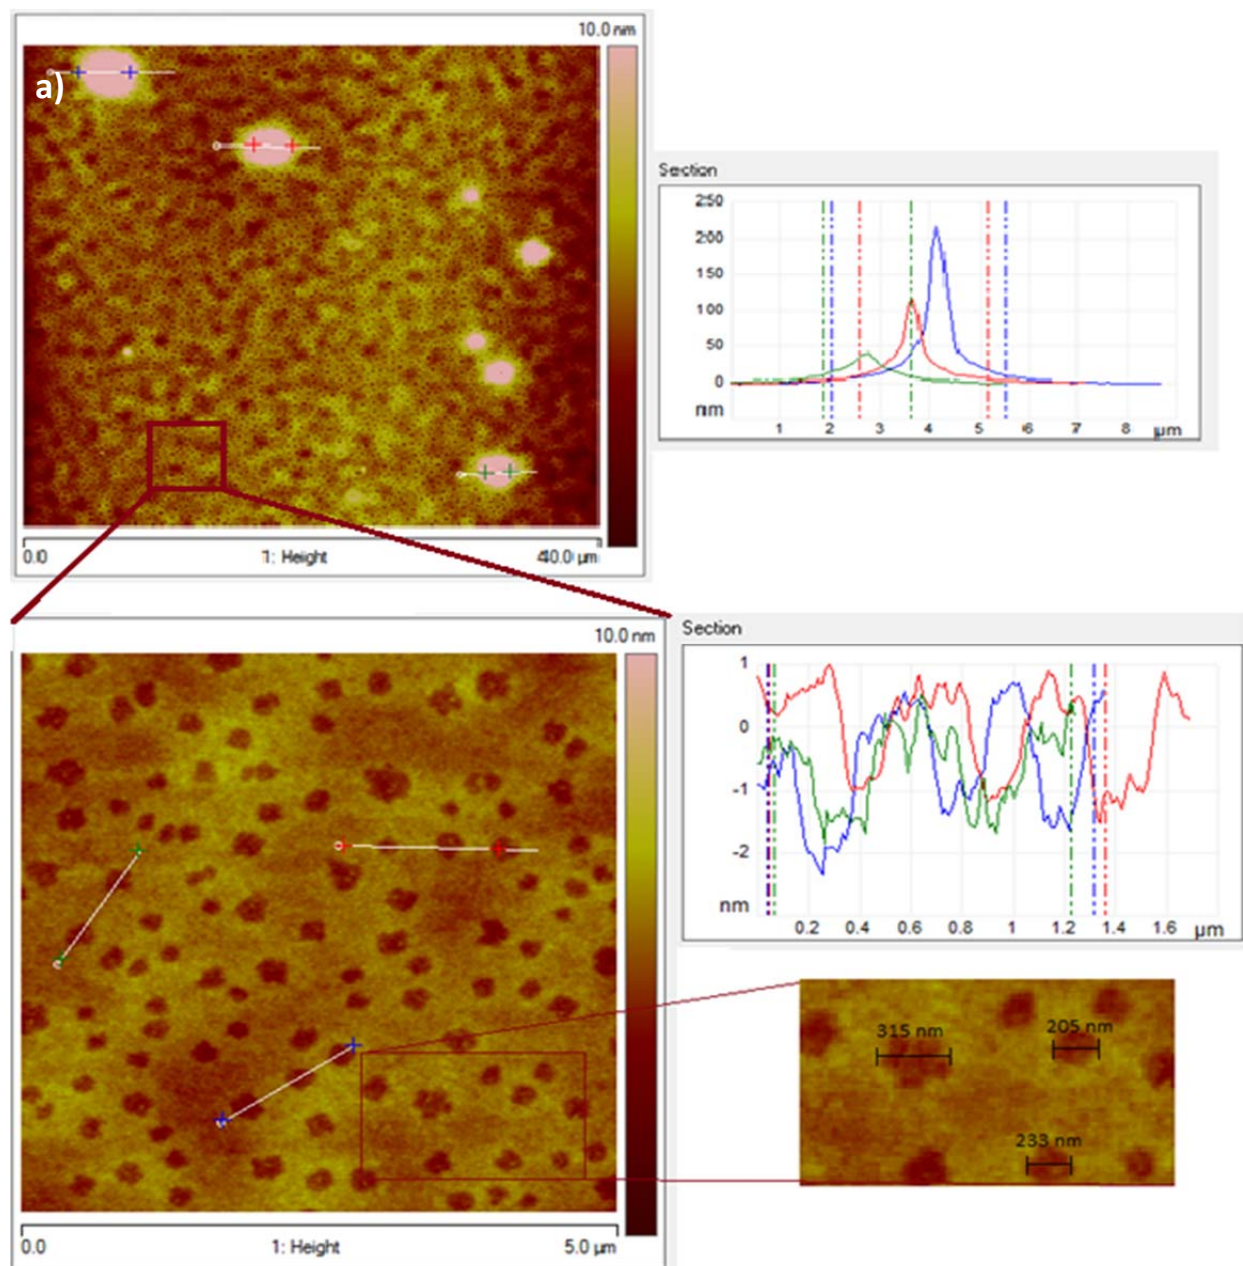 10.0 nm
a)
0.0 1: Height 40.0 µm
Section
250
200
150
100
50
0
nm
1 2 3 4 5 6 7 8 µm
10.0 nm
0.0 1: Height 5.0 µm
Section
1
0
-1
-2
nm
0.2 0.4 0.6 0.8 1 1.2 1.4 1.6 µm
315 nm 205 nm
233 nm